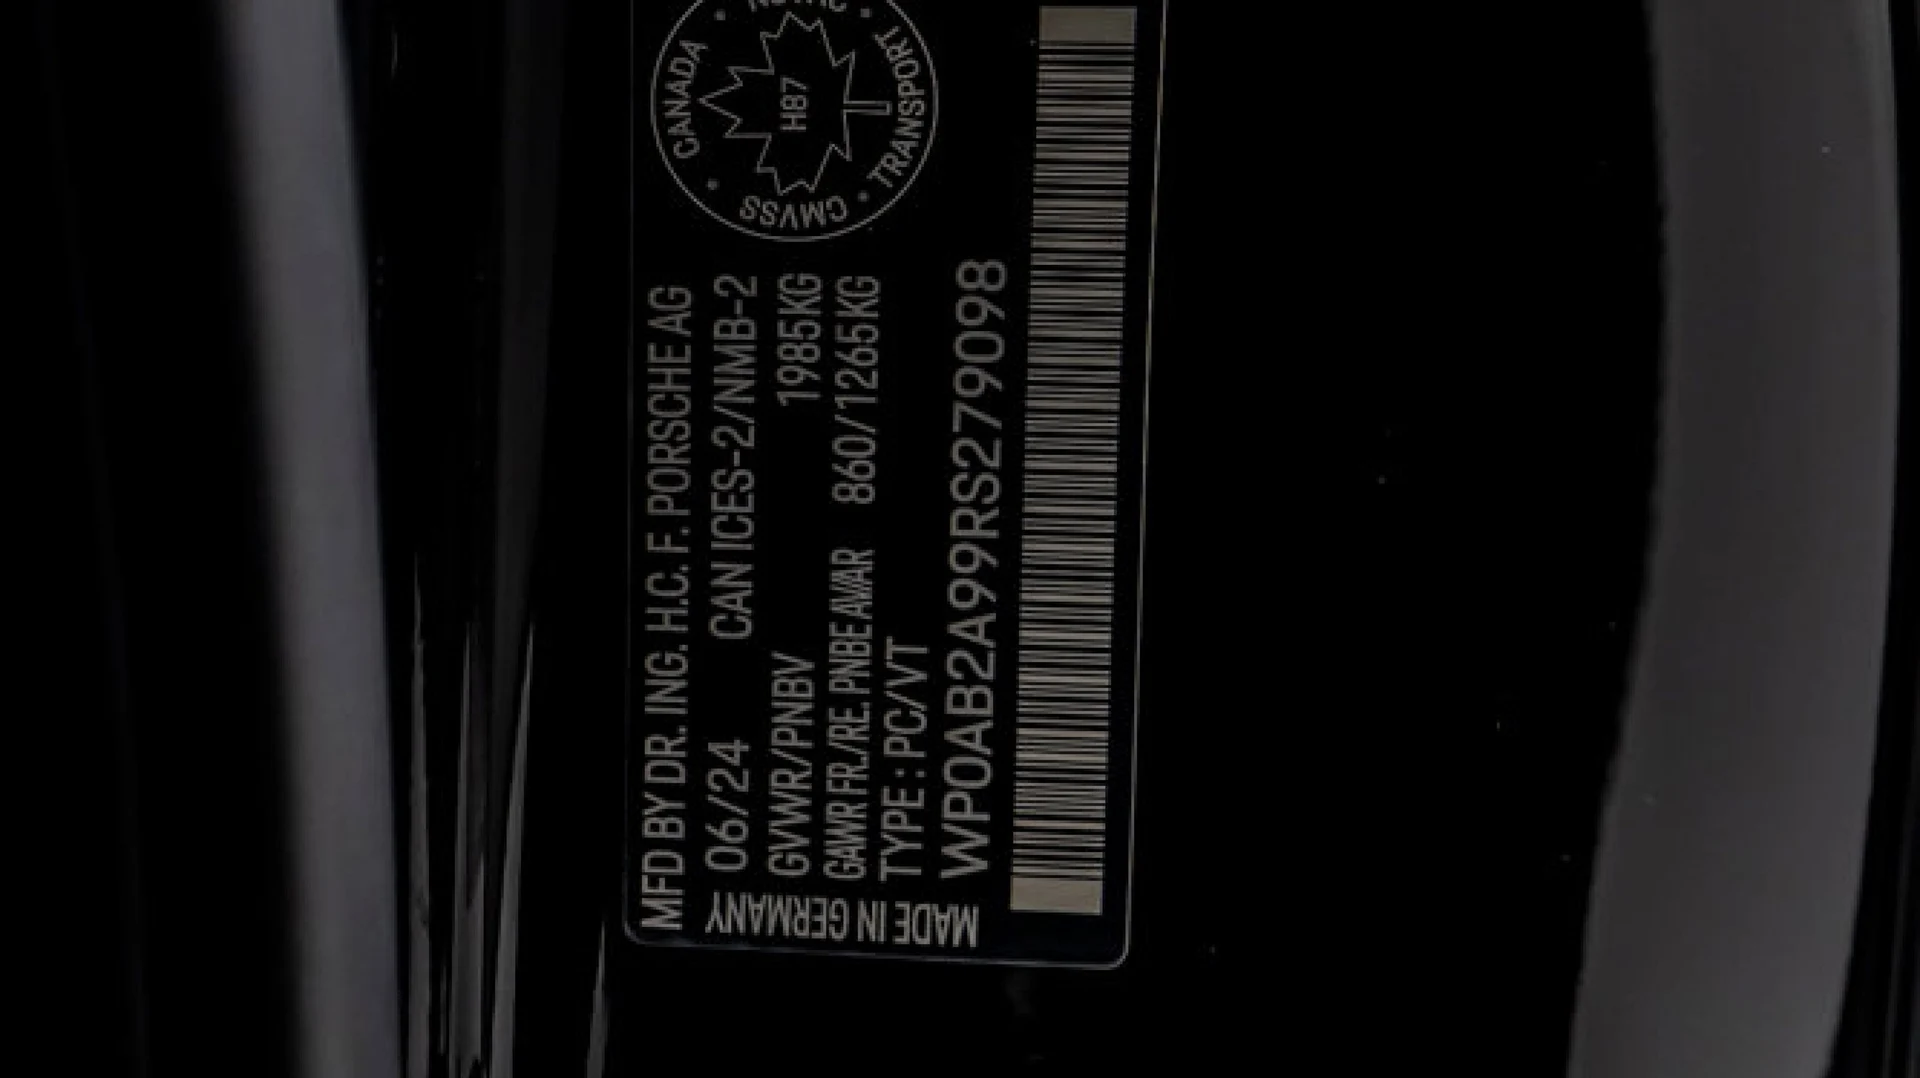 MFD BY DR. ING. H.C. F. PORSCHE AG
06/24 CAN ICES-2/NMB-2
GVWR/PNBV 1985KG
GAWR FR./RE. PNBE AV/AR 860/1265KG
TYPE : PC/VT
WP0AB2A99RS279098
MADE IN GERMANY
CANADA
TRANSPORT
CMVSS
H87